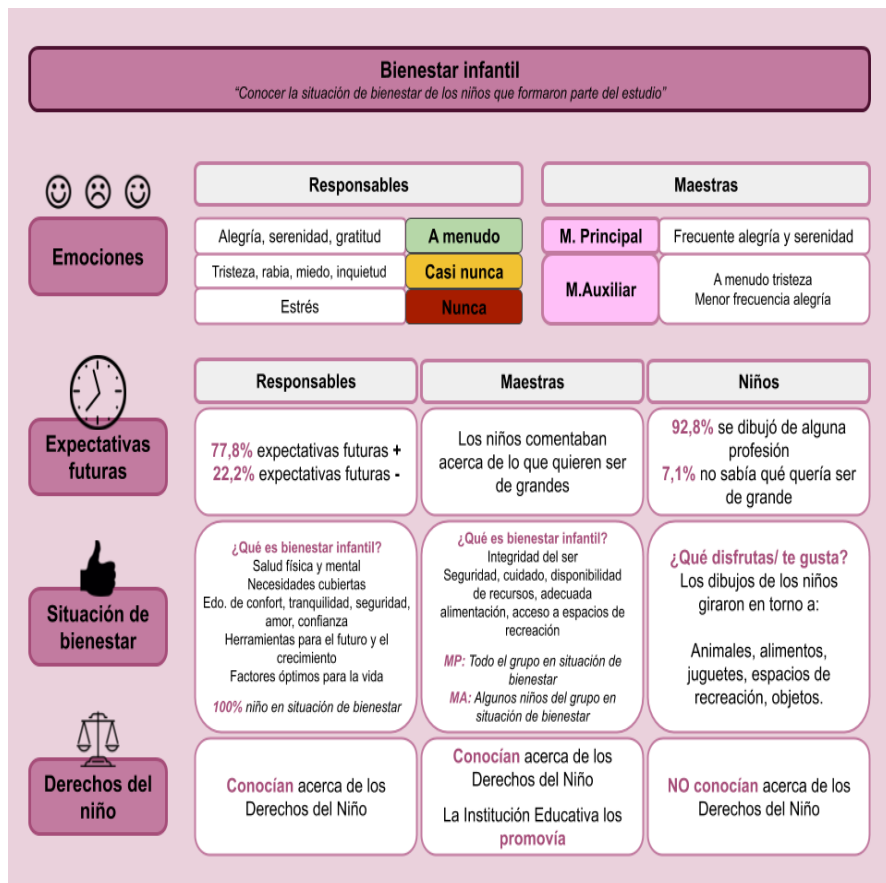 Bienestar infantil
“Conocer la situación de bienestar de los niños que formaron parte del estudio”
Emociones
Responsables
Alegría, serenidad, gratitud
A menudo
Tristeza, rabia, miedo, inquietud
Casi nunca
Estrés
Nunca
Maestras
M. Principal
Frecuente alegría y serenidad
M.Auxiliar
A menudo tristeza
Menor frecuencia alegría
Expectativas
futuras
Responsables
77,8% expectativas futuras +
22,2% expectativas futuras -
Maestras
Los niños comentaban
acerca de lo que quieren ser
de grandes
Niños
92,8% se dibujó de alguna
profesión
7,1% no sabía qué quería ser
de grande
Situación de
bienestar
¿Qué es bienestar infantil?
Salud física y mental
Necesidades cubiertas
Edo. de confort, tranquilidad, seguridad,
amor, confianza
Herramientas para el futuro y el
crecimiento
Factores óptimos para la vida
100% niño en situación de bienestar
¿Qué es bienestar infantil?
Integridad del ser
Seguridad, cuidado, disponibilidad
de recursos, adecuada
alimentación, acceso a espacios de
recreación
MP: Todo el grupo en situación de
bienestar
MA: Algunos niños del grupo en
situación de bienestar
¿Qué disfrutas/ te gusta?
Los dibujos de los niños
giraron en torno a:
Animales, alimentos,
juguetes, espacios de
recreación, objetos.
Derechos del
niño
Conocían acerca de los
Derechos del Niño
Conocían acerca de los
Derechos del Niño
La Institución Educativa los
promovía
NO conocían acerca de los
Derechos del Niño